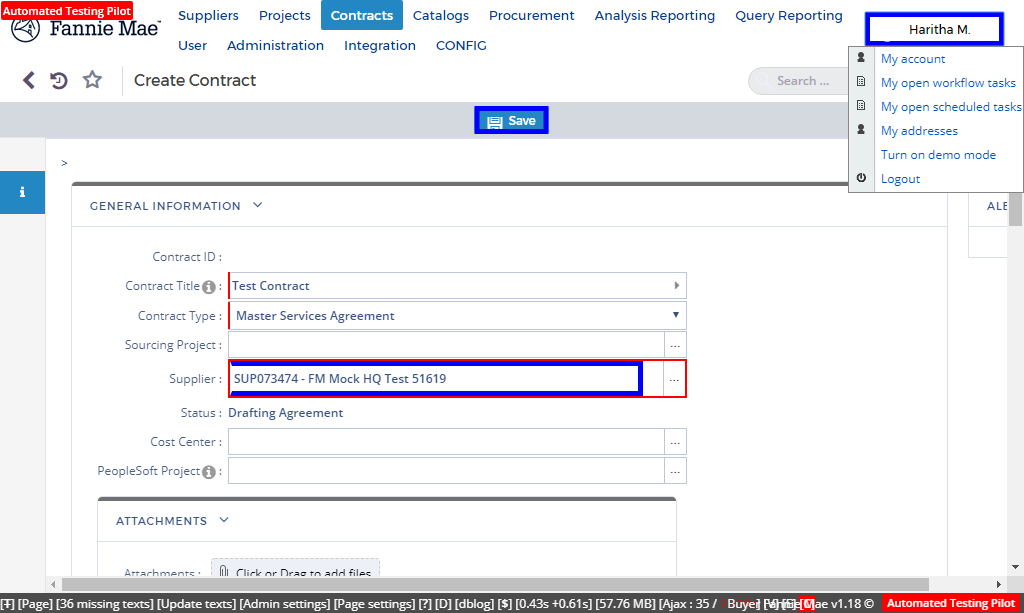 Automated Testing Pilot
Fannie Mae
Suppliers Projects Contracts Catalogs Procurement Analysis Reporting Query Reporting
User Administration Integration CONFIG
Haritha M.
My account
My open workflow tasks
My open scheduled tasks
My addresses
Turn on demo mode
Logout
Create Contract
Search ...
Save
>
GENERAL INFORMATION
ALE
Contract ID :
Contract Title : Test Contract
Contract Type : Master Services Agreement
Sourcing Project : ...
Supplier : SUP073474 - FM Mock HQ Test 51619 ...
Status : Drafting Agreement
Cost Center : ...
PeopleSoft Project : ...
ATTACHMENTS
Attachments : Click or Drag to add files
[Page] [36 missing texts] [Update texts] [Admin settings] [Page settings] [?] [D] [dblog] [$] [0.43s +0.61s] [57.76 MB] [Ajax : 35 / Buyer Mae v1.18 © Automated Testing Pilot